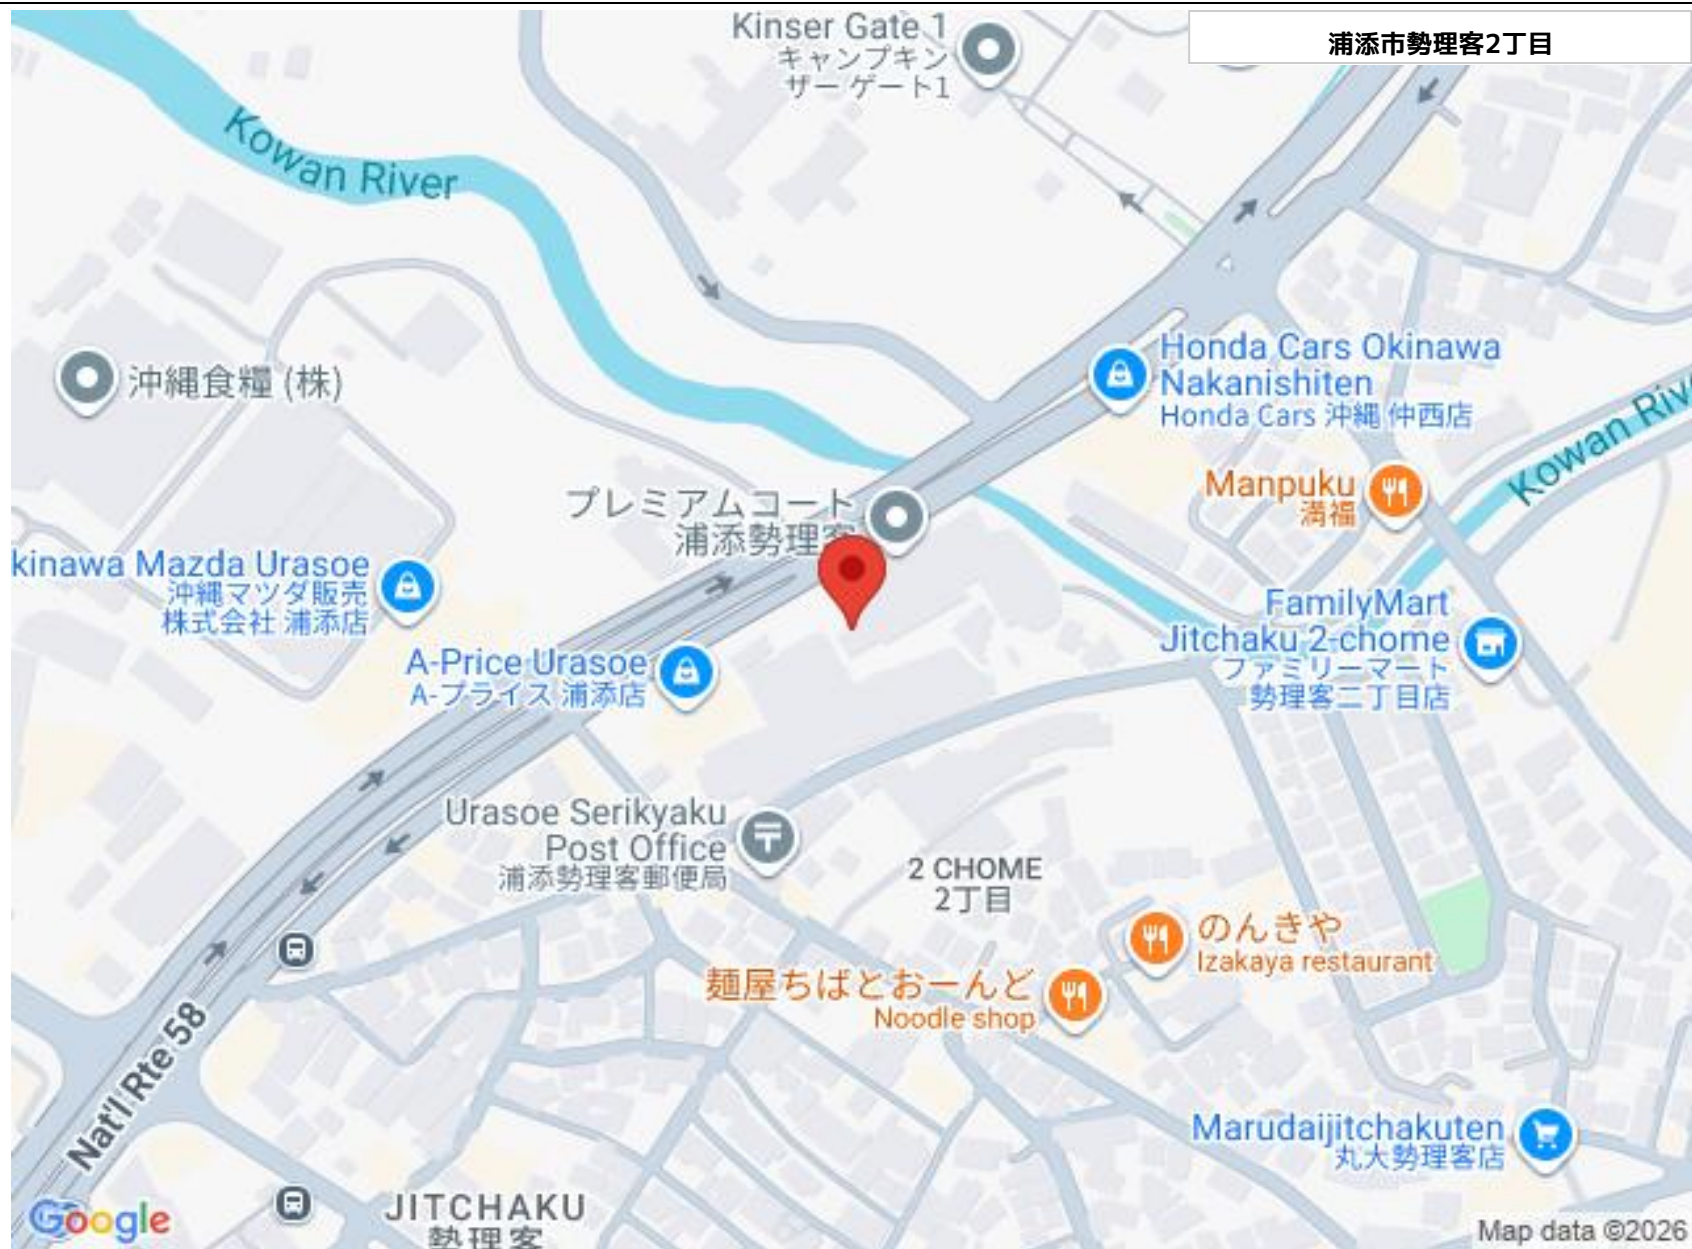 Kinser Gate 1
キャンプキン
ザー ゲート1
浦添市勢理客2丁目
Kowan River
Honda Cars Okinawa
Nakanishiten
Honda Cars 沖縄 仲西店
沖縄食糧 (株)
Kowan Riv
Manpuku
満福
プレミアムコート
浦添勢理客
kinawa Mazda Urasoe
沖縄マツダ販売
株式会社 浦添店
FamilyMart
Jitchaku 2-chome
ファミリーマート
勢理客二丁目店
A-Price Urasoe
A-プライス 浦添店
Urasoe Serikyaku
Post Office
浦添勢理客郵便局
2 CHOME
2丁目
のんきや
Izakaya restaurant
麺屋ちばとおーんど
Noodle shop
Nat'l Rte 58
Marudaijitchakuten
丸大勢理客店
JITCHAKU
勢理客
Google
Map data ©2026